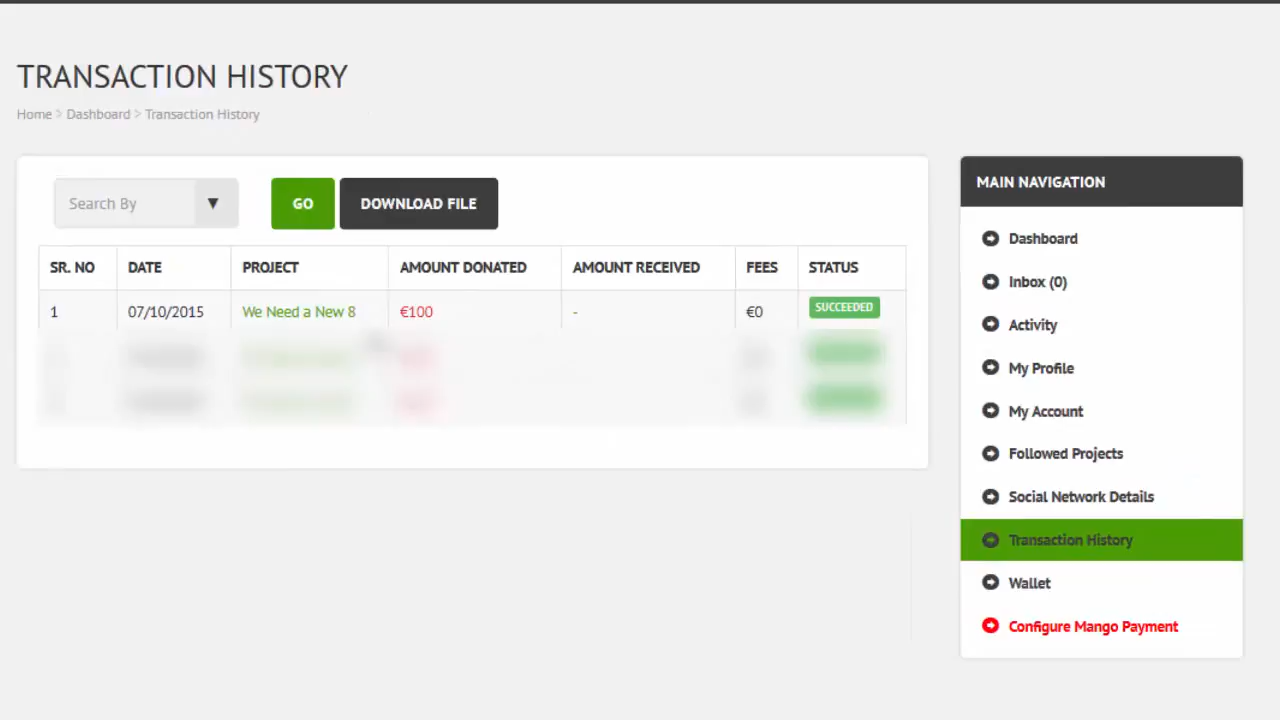 TRANSACTION HISTORY
Home > Dashboard > Transaction History
Search By ▼ GO DOWNLOAD FILE
SR. NO DATE PROJECT AMOUNT DONATED AMOUNT RECEIVED FEES STATUS
1 07/10/2015 We Need a New 8 €100 - €0 SUCCEEDED
MAIN NAVIGATION
Dashboard
Inbox (0)
Activity
My Profile
My Account
Followed Projects
Social Network Details
Transaction History
Wallet
Configure Mango Payment